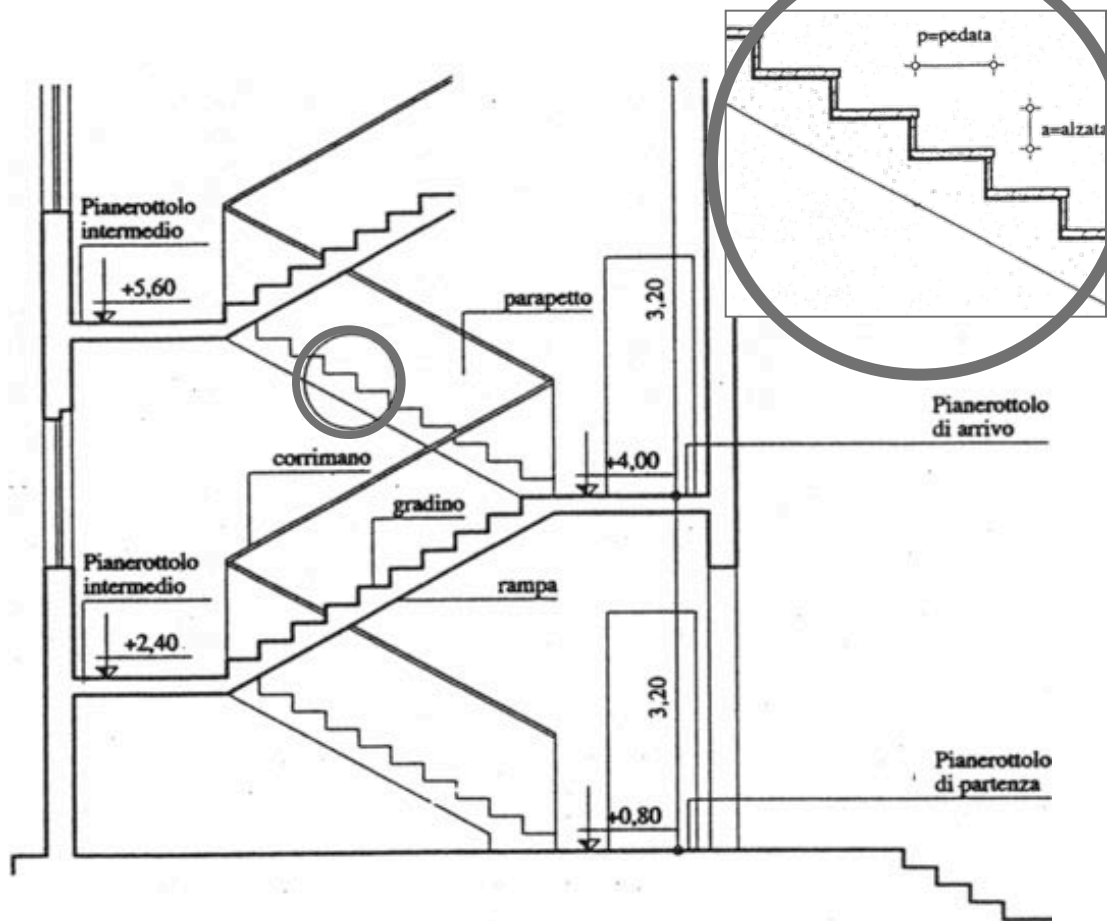 p=pedata
a=alzata
Pianerottolo
intermedio
+5,60
parapetto
3,20
Pianerottolo
di arrivo
+4,00
corrimano
gradino
Pianerottolo
intermedio
rampa
+2,40
3,20
Pianerottolo
di partenza
+0,80